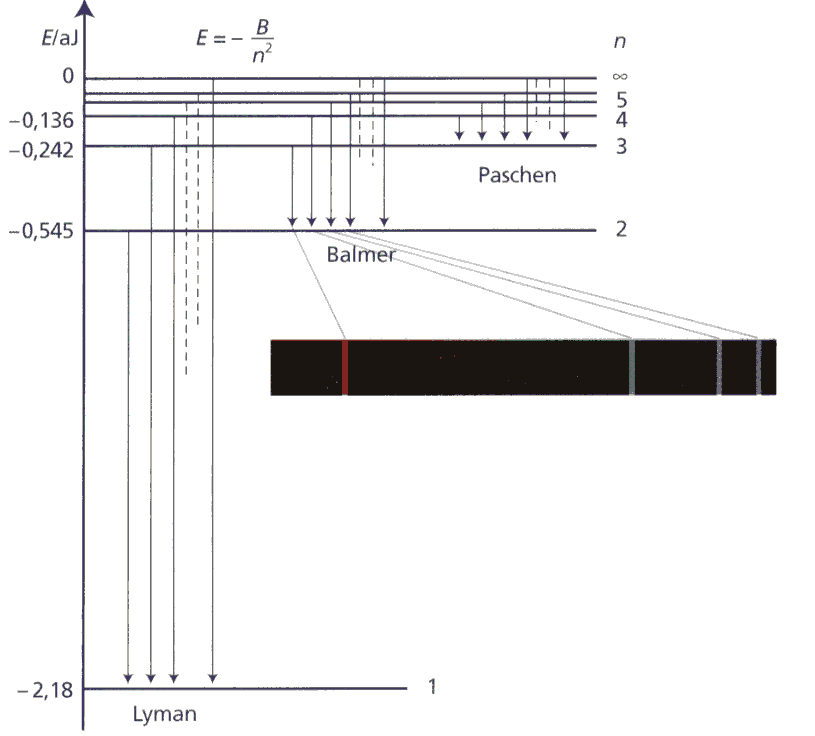 E/aJ
E = − B/n²
n
0
∞
5
−0,136
4
−0,242
3
Paschen
−0,545
2
Balmer
−2,18
1
Lyman